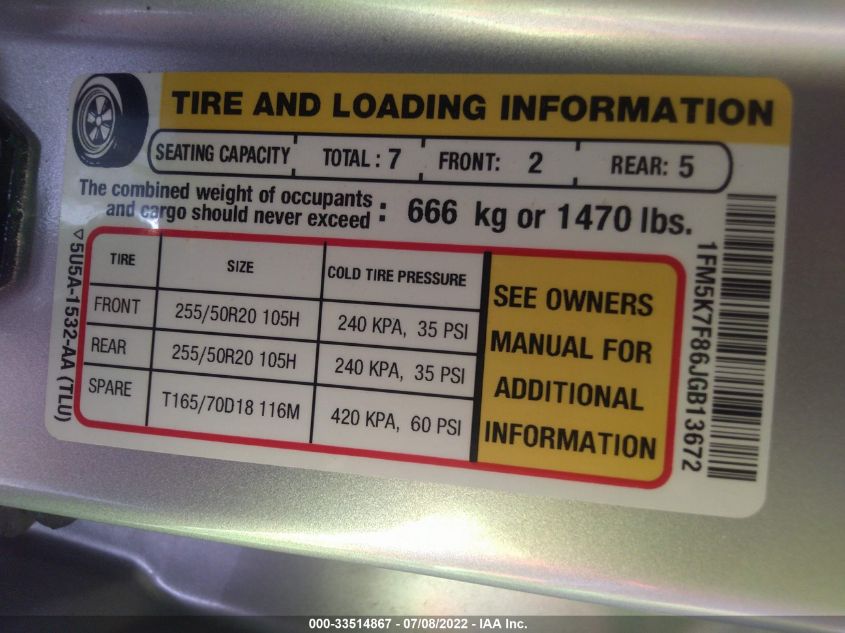 TIRE AND LOADING INFORMATION
SEATING CAPACITY TOTAL : 7 FRONT: 2 REAR: 5
The combined weight of occupants
and cargo should never exceed : 666 kg or 1470 lbs.
TIRE SIZE COLD TIRE PRESSURE
FRONT 255/50R20 105H 240 KPA, 35 PSI
REAR 255/50R20 105H 240 KPA, 35 PSI
SPARE T165/70D18 116M 420 KPA, 60 PSI
SEE OWNERS
MANUAL FOR
ADDITIONAL
INFORMATION
▽5U5A-1532-AA (TLU)
1FM5K7F86JGB13672
000-33514867 - 07/08/2022 - IAA Inc.